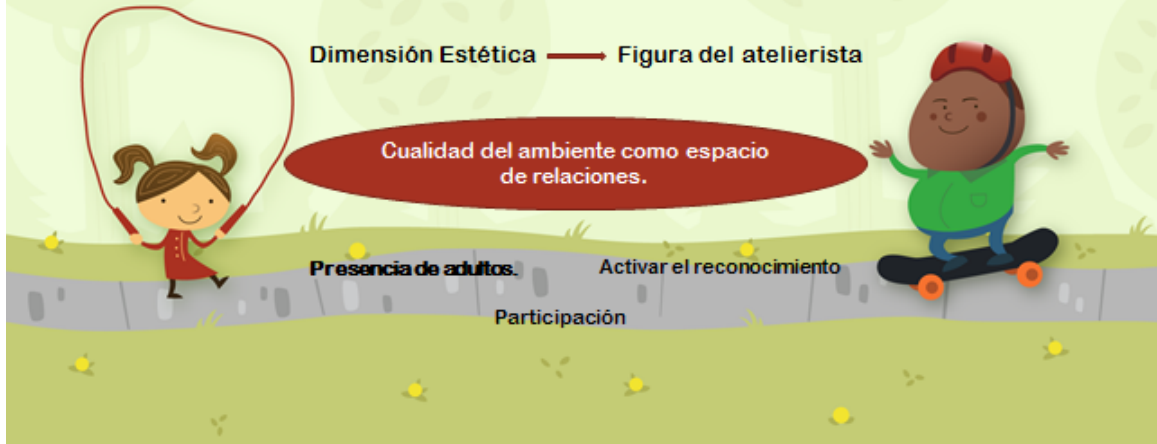 Dimensión Estética → Figura del atelierista
Cualidad del ambiente como espacio
de relaciones.
Presencia de adultos. Activar el reconocimiento
Participación